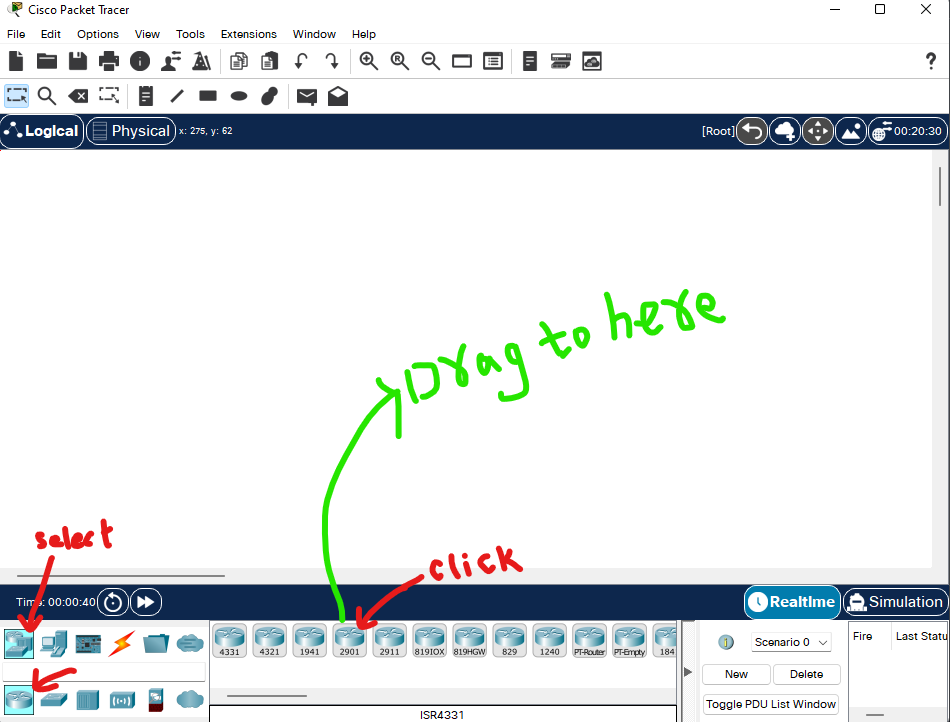 Cisco Packet Tracer
File Edit Options View Tools Extensions Window Help
Logical Physical x: 275, y: 62 [Root] 00:20:30
Drag to here
select
click
Time: 00:00:40 Realtime Simulation
4331 4321 1941 2901 2911 819IOX 819HGW 829 1240 PT-Router PT-Empty 184
Scenario 0 Fire Last Statu
New Delete
Toggle PDU List Window
ISR4331